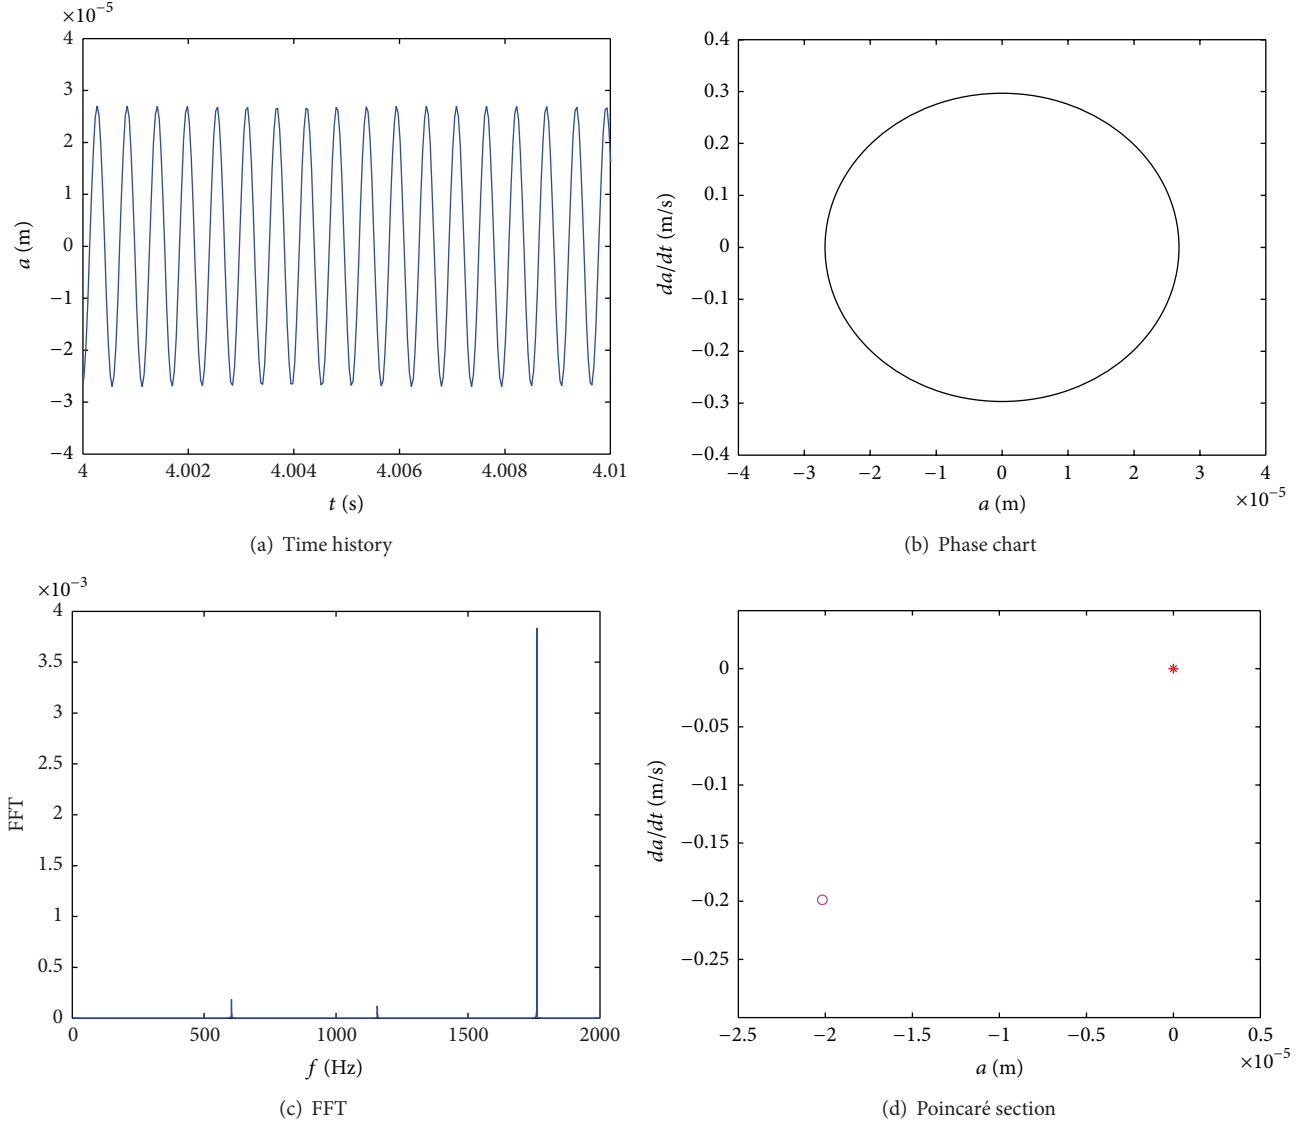 ×10−5
4
3
2
1
0
−1
−2
−3
−4
a (m)
4 4.002 4.004 4.006 4.008 4.01
t (s)
(a) Time history
0.4
0.3
0.2
0.1
0
−0.1
−0.2
−0.3
−0.4
da/dt (m/s)
−4 −3 −2 −1 0 1 2 3 4
×10−5
a (m)
(b) Phase chart
×10−3
4
3.5
3
2.5
2
1.5
1
0.5
0
FFT
0 500 1000 1500 2000
f (Hz)
(c) FFT
0
−0.05
−0.1
−0.15
−0.2
−0.25
da/dt (m/s)
−2.5 −2 −1.5 −1 −0.5 0 0.5
×10−5
a (m)
(d) Poincaré section